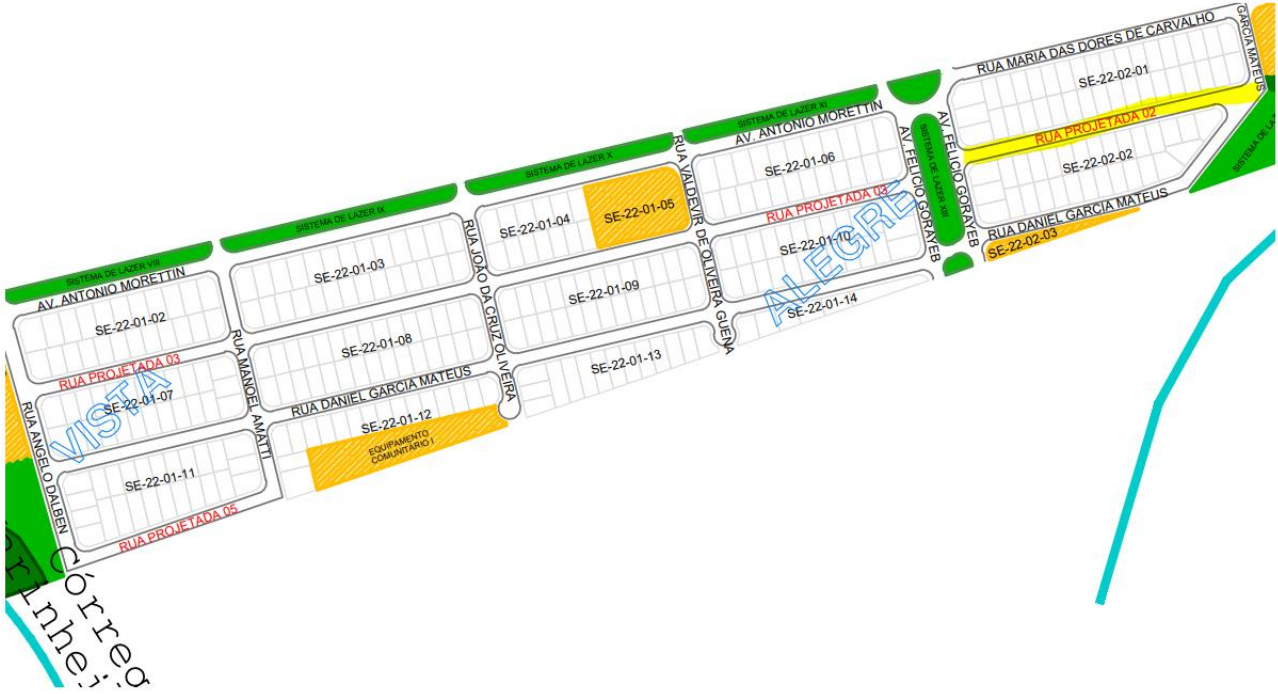 RUA MARIA DAS DORES DE CARVALHO
GARCIA MATEUS
SE-22-02-01
RUA PROJETADA 02
SE-22-02-02
SISTEMA DE
RUA DANIEL GARCIA MATEUS
SE-22-02-03
AV. FELICIO GORAYEB
SISTEMA DE LAZER XIII
AV. FELICIO GORAYEB
SISTEMA DE LAZER XI
AV. ANTONIO MORETTIN
SE-22-01-06
RUA PROJETADA 03
SE-22-01-10
ALEGRE
SE-22-01-14
RUA VALDEVIR DE OLIVEIRA GUENA
SISTEMA DE LAZER X
SE-22-01-04
SE-22-01-05
SE-22-01-09
SE-22-01-13
RUA JOÃO DA CRUZ OLIVEIRA
SISTEMA DE LAZER IX
SE-22-01-03
SE-22-01-08
RUA DANIEL GARCIA MATEUS
SE-22-01-12
EQUIPAMENTO
COMUNITARIO I
RUA MANOEL AMATTI
SISTEMA DE LAZER VIII
AV. ANTONIO MORETTIN
SE-22-01-02
RUA PROJETADA 03
VISTA
SE-22-01-07
SE-22-01-11
RUA PROJETADA 05
RUA ANGELO DALBEN
Córreg
rinhei